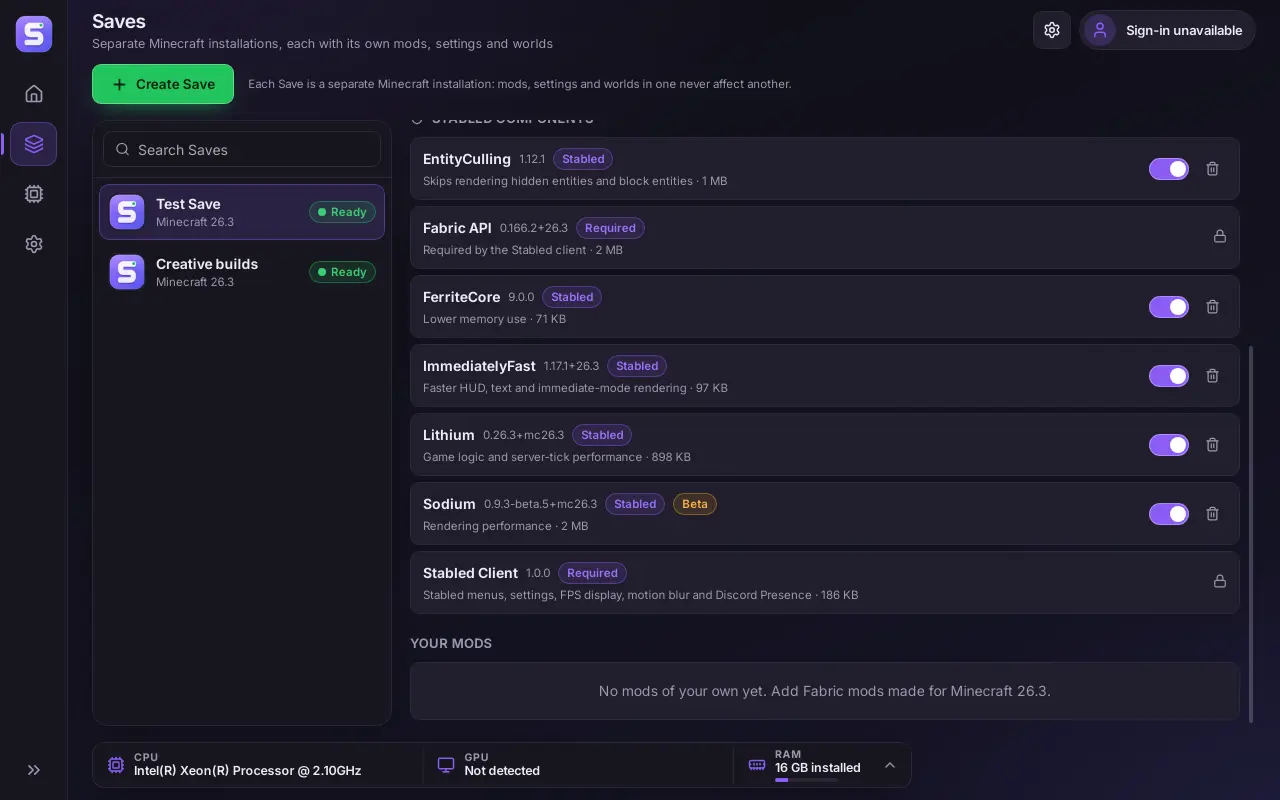 Saves
Separate Minecraft installations, each with its own mods, settings and worlds
Sign-in unavailable
Create Save
Each Save is a separate Minecraft installation: mods, settings and worlds in one never affect another.
Search Saves
Test Save
Minecraft 26.3
Ready
Creative builds
Minecraft 26.3
Ready
STABLED COMPONENTS
EntityCulling 1.12.1 Stabled
Skips rendering hidden entities and block entities · 1 MB
Fabric API 0.166.2+26.3 Required
Required by the Stabled client · 2 MB
FerriteCore 9.0.0 Stabled
Lower memory use · 71 KB
ImmediatelyFast 1.17.1+26.3 Stabled
Faster HUD, text and immediate-mode rendering · 97 KB
Lithium 0.26.3+mc26.3 Stabled
Game logic and server-tick performance · 898 KB
Sodium 0.9.3-beta.5+mc26.3 Stabled Beta
Rendering performance · 2 MB
Stabled Client 1.0.0 Required
Stabled menus, settings, FPS display, motion blur and Discord Presence · 186 KB
YOUR MODS
No mods of your own yet. Add Fabric mods made for Minecraft 26.3.
CPU
Intel(R) Xeon(R) Processor @ 2.10GHz
GPU
Not detected
RAM
16 GB installed